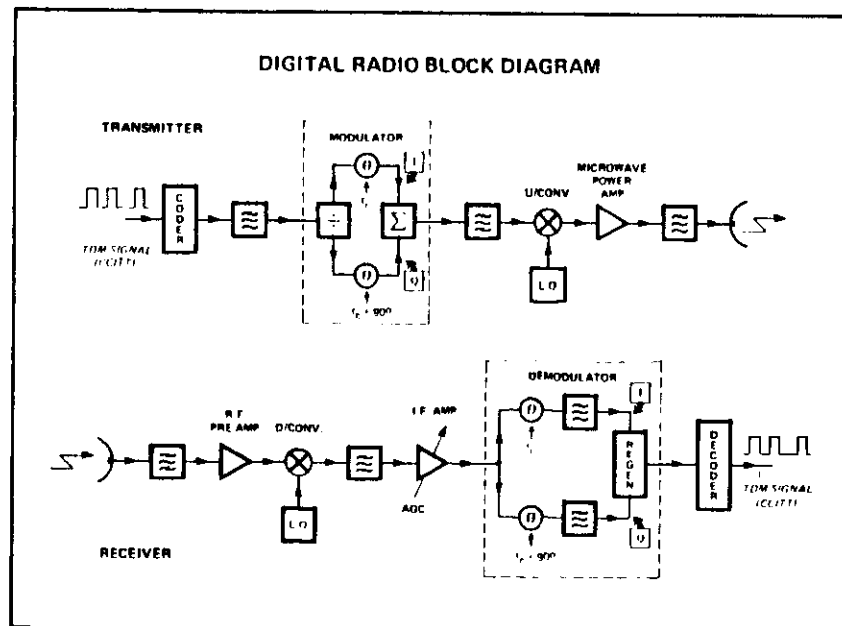 DIGITAL RADIO BLOCK DIAGRAM
TRANSMITTER
MODULATOR
I
CODER
TDM SIGNAL
(CCITT)
÷
Σ
Q
U/CONV
LO
MICROWAVE
POWER
AMP
RECEIVER
R F
PRE AMP
D/CONV.
LO
I.F. AMP
AGC
DEMODULATOR
I
REGEN
Q
DECODER
TDM SIGNAL
(CCITT)